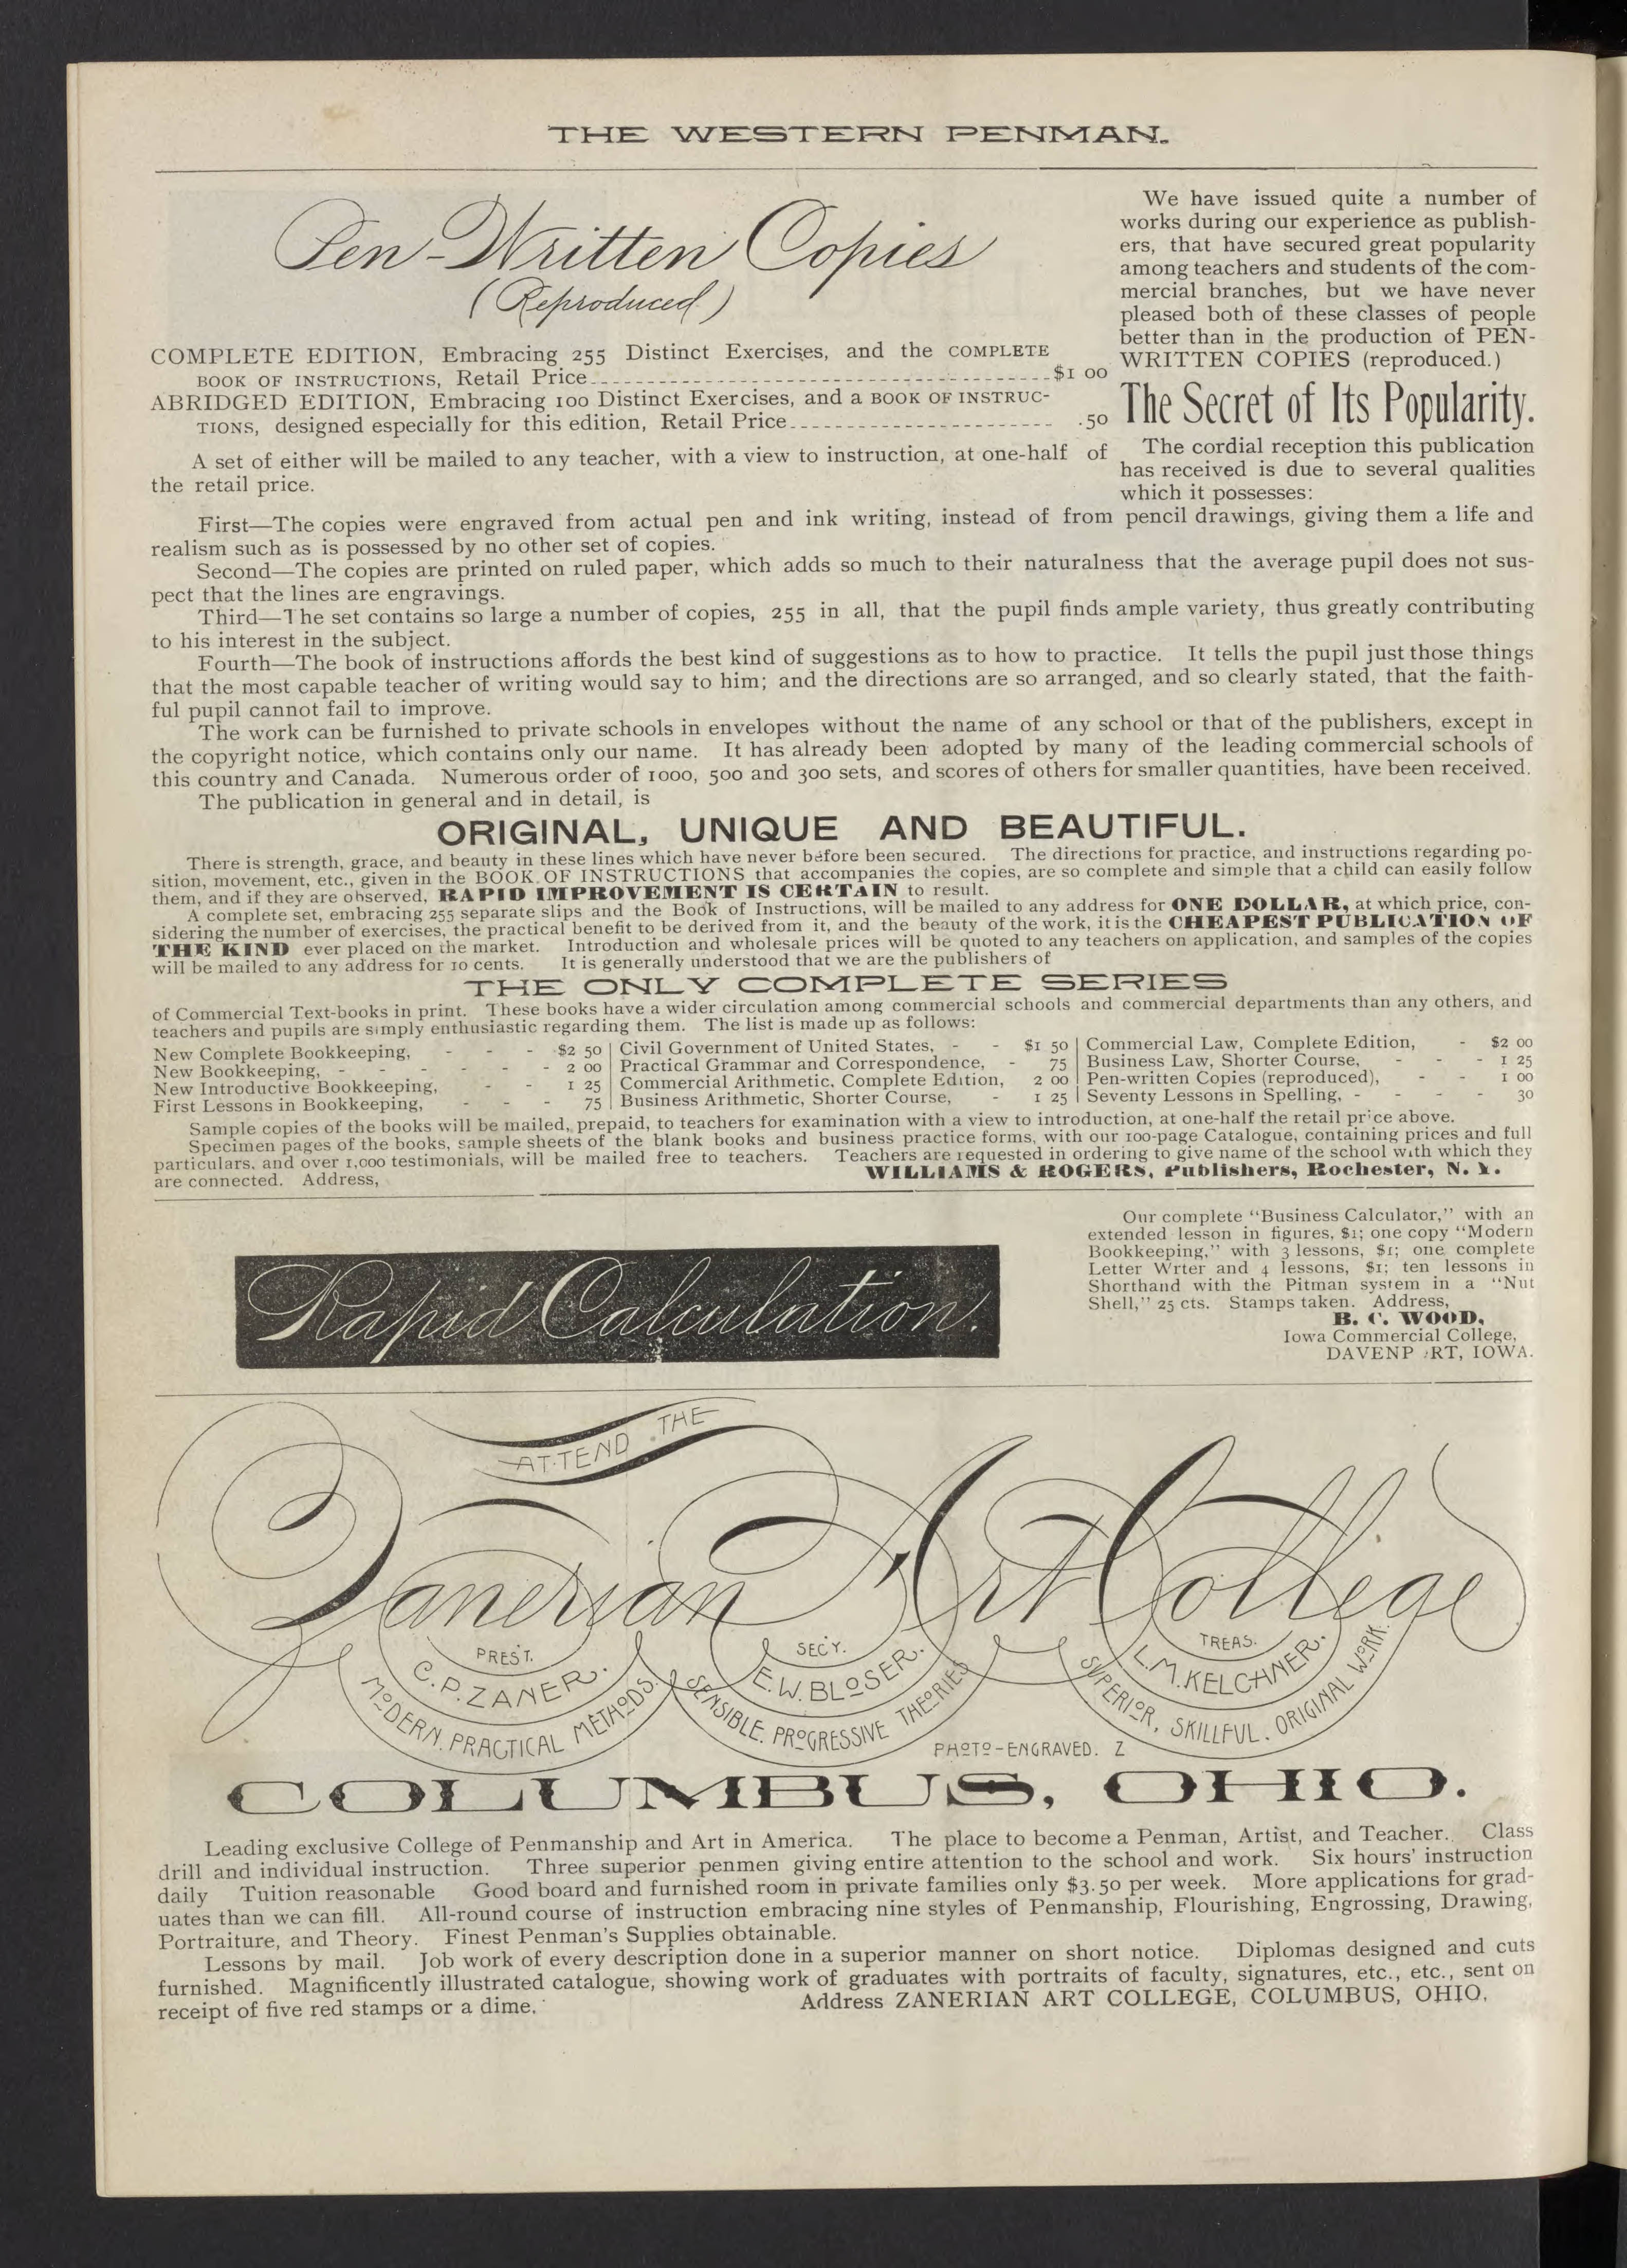 THE WESTERN PENMAN.
Pen-Written Copies
(Reproduced)
COMPLETE EDITION, Embracing 255 Distinct Exercises, and the COMPLETE
BOOK OF INSTRUCTIONS, Retail Price $1 00
ABRIDGED EDITION, Embracing 100 Distinct Exercises, and a BOOK OF INSTRUC-
TIONS, designed especially for this edition, Retail Price .50
A set of either will be mailed to any teacher, with a view to instruction, at one-half of
the retail price.
We have issued quite a number of
works during our experience as publish-
ers, that have secured great popularity
among teachers and students of the com-
mercial branches, but we have never
pleased both of these classes of people
better than in the production of PEN-
WRITTEN COPIES (reproduced.)
The Secret of Its Popularity.
The cordial reception this publication
has received is due to several qualities
which it possesses:
First—The copies were engraved from actual pen and ink writing, instead of from pencil drawings, giving them a life and
realism such as is possessed by no other set of copies.
Second—The copies are printed on ruled paper, which adds so much to their naturalness that the average pupil does not sus-
pect that the lines are engravings.
Third—The set contains so large a number of copies, 255 in all, that the pupil finds ample variety, thus greatly contributing
to his interest in the subject.
Fourth—The book of instructions affords the best kind of suggestions as to how to practice. It tells the pupil just those things
that the most capable teacher of writing would say to him; and the directions are so arranged, and so clearly stated, that the faith-
ful pupil cannot fail to improve.
The work can be furnished to private schools in envelopes without the name of any school or that of the publishers, except in
the copyright notice, which contains only our name. It has already been adopted by many of the leading commercial schools of
this country and Canada. Numerous order of 1000, 500 and 300 sets, and scores of others for smaller quantities, have been received.
The publication in general and in detail, is
ORIGINAL, UNIQUE AND BEAUTIFUL.
There is strength, grace, and beauty in these lines which have never before been secured. The directions for practice, and instructions regarding po-
sition, movement, etc., given in the BOOK OF INSTRUCTIONS that accompanies the copies, are so complete and simple that a child can easily follow
them, and if they are observed, RAPID IMPROVEMENT IS CERTAIN to result.
A complete set, embracing 255 separate slips and the Book of Instructions, will be mailed to any address for ONE DOLLAR, at which price, con-
sidering the number of exercises, the practical benefit to be derived from it, and the beauty of the work, it is the CHEAPEST PUBLICATION OF
THE KIND ever placed on the market. Introduction and wholesale prices will be quoted to any teachers on application, and samples of the copies
will be mailed to any address for 10 cents. It is generally understood that we are the publishers of
THE ONLY COMPLETE SERIES
of Commercial Text-books in print. These books have a wider circulation among commercial schools and commercial departments than any others, and
teachers and pupils are simply enthusiastic regarding them. The list is made up as follows:
New Complete Bookkeeping, - - - $2 50
New Bookkeeping, - - - - - - 2 00
New Introductive Bookkeeping, - - 1 25
First Lessons in Bookkeeping, - - - 75
Civil Government of United States, - - $1 50
Practical Grammar and Correspondence, - 75
Commercial Arithmetic, Complete Edition, 2 00
Business Arithmetic, Shorter Course, - 1 25
Commercial Law, Complete Edition, - $2 00
Business Law, Shorter Course, - - - 1 25
Pen-written Copies (reproduced), - - 1 00
Seventy Lessons in Spelling, - - - - 30
Sample copies of the books will be mailed, prepaid, to teachers for examination with a view to introduction, at one-half the retail price above.
Specimen pages of the books, sample sheets of the blank books and business practice forms, with our 100-page Catalogue, containing prices and full
particulars, and over 1,000 testimonials, will be mailed free to teachers. Teachers are requested in ordering to give name of the school with which they
are connected. Address, WILLIAMS & ROGERS, Publishers, Rochester, N. Y.
Rapid Calculation.
Our complete "Business Calculator," with an
extended lesson in figures, $1; one copy "Modern
Bookkeeping," with 3 lessons, $1; one complete
Letter Wrter and 4 lessons, $1; ten lessons in
Shorthand with the Pitman system in a "Nut
Shell," 25 cts. Stamps taken. Address,
B. C. WOOD,
Iowa Commercial College,
DAVENP RT, IOWA.
ATTEND THE
Zanerian Art College
PRES'T.
C.P. ZANER.
MODERN. PRACTICAL METHODS.
SEC'Y.
E.W. BLOSER.
SENSIBLE. PROGRESSIVE THEORIES
TREAS.
L.M. KELCHNER.
SUPERIOR, SKILLFUL. ORIGINAL WORK.
PHOTO-ENGRAVED. Z
COLUMBUS, OHIO.
Leading exclusive College of Penmanship and Art in America. The place to become a Penman, Artist, and Teacher. Class
drill and individual instruction. Three superior penmen giving entire attention to the school and work. Six hours' instruction
daily Tuition reasonable Good board and furnished room in private families only $3.50 per week. More applications for grad-
uates than we can fill. All-round course of instruction embracing nine styles of Penmanship, Flourishing, Engrossing, Drawing,
Portraiture, and Theory. Finest Penman's Supplies obtainable.
Lessons by mail. Job work of every description done in a superior manner on short notice. Diplomas designed and cuts
furnished. Magnificently illustrated catalogue, showing work of graduates with portraits of faculty, signatures, etc., etc., sent on
receipt of five red stamps or a dime. Address ZANERIAN ART COLLEGE, COLUMBUS, OHIO.